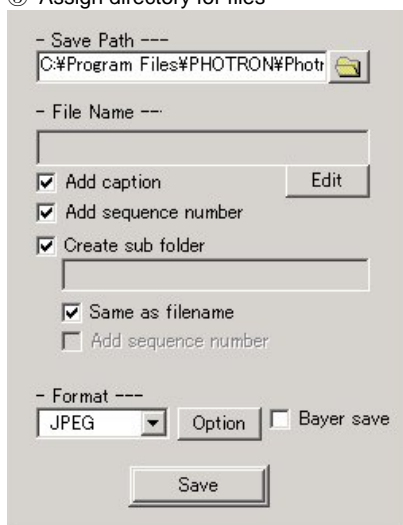 Assign directory for files
- Save Path ---
C:¥Program Files¥PHOTRON¥Photr
- File Name ---
Add caption
Edit
Add sequence number
Create sub folder
Same as filename
Add sequence number
- Format ---
JPEG
Option
Bayer save
Save